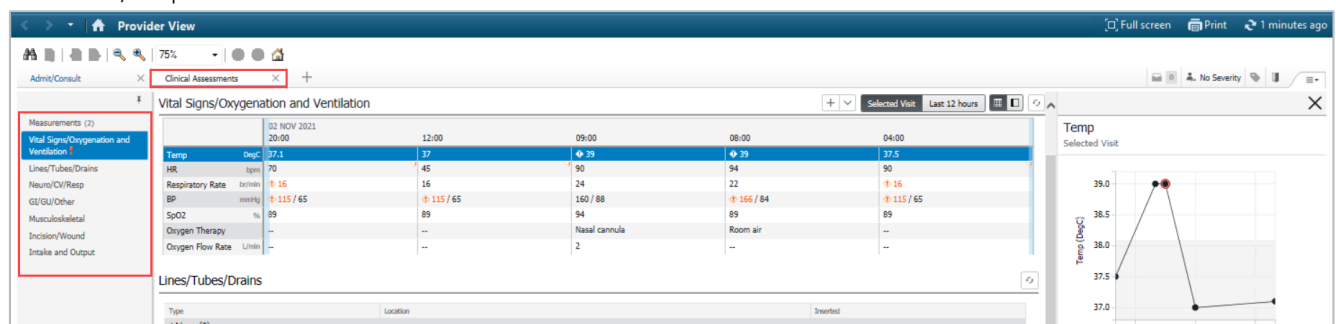 Provider View
Full screen Print 1 minutes ago
75%
Admit/Consult Clinical Assessments 0 No Severity
Measurements (2)
Vital Signs/Oxygenation and
Ventilation
Lines/Tubes/Drains
Neuro/CV/Resp
GI/GU/Other
Musculoskeletal
Incision/Wound
Intake and Output
Vital Signs/Oxygenation and Ventilation
Selected Visit Last 12 hours
02 NOV 2021
20:00 12:00 09:00 08:00 04:00
Temp DegC 37.1 37 39 39 37.5
HR bpm 70 45 90 94 90
Respiratory Rate br/min 16 16 24 22 16
BP mmHg 115 / 65 115 / 65 160 / 88 166 / 84 115 / 65
SpO2 % 89 89 94 89 89
Oxygen Therapy -- -- Nasal cannula Room air --
Oxygen Flow Rate L/min -- -- 2 -- --
Lines/Tubes/Drains
Type Location Inserted
Temp
Selected Visit
Temp (DegC)
39.0
38.5
38.0
37.5
37.0